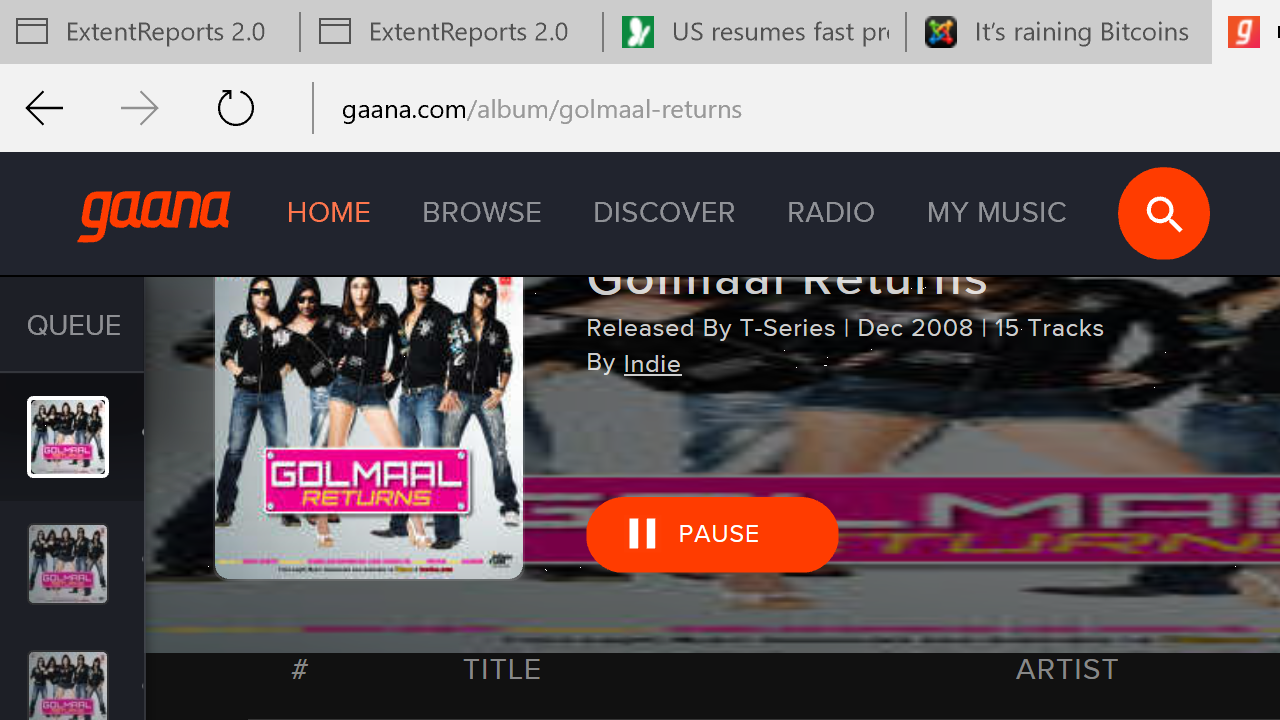 ExtentReports 2.0 ExtentReports 2.0 US resumes fast pr It's raining Bitcoins
gaana.com/album/golmaal-returns
gaana HOME BROWSE DISCOVER RADIO MY MUSIC
QUEUE
Golmaal Returns
Released By T-Series | Dec 2008 | 15 Tracks
By Indie
GOLMAAL
RETURNS
PAUSE
# TITLE ARTIST